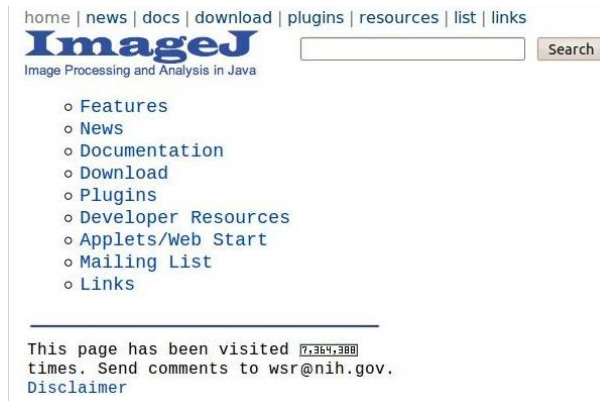 home | news | docs | download | plugins | resources | list | links
ImageJ
Search
Image Processing and Analysis in Java
Features
News
Documentation
Download
Plugins
Developer Resources
Applets/Web Start
Mailing List
Links
This page has been visited 7,364,388
times. Send comments to wsr@nih.gov.
Disclaimer